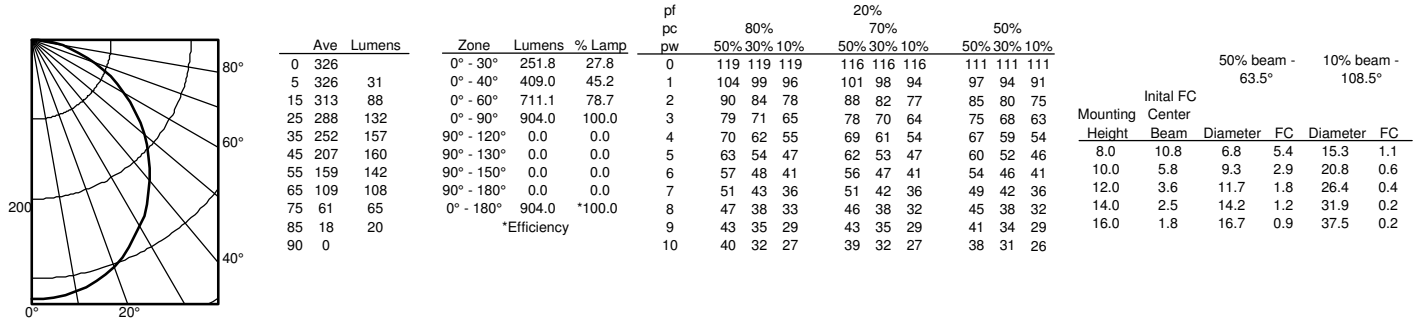 80°
60°
200
40°
0° 20°
Ave Lumens
0 326
5 326 31
15 313 88
25 288 132
35 252 157
45 207 160
55 159 142
65 109 108
75 61 65
85 18 20
90 0
Zone Lumens % Lamp
0° - 30° 251.8 27.8
0° - 40° 409.0 45.2
0° - 60° 711.1 78.7
0° - 90° 904.0 100.0
90° - 120° 0.0 0.0
90° - 130° 0.0 0.0
90° - 150° 0.0 0.0
90° - 180° 0.0 0.0
0° - 180° 904.0 *100.0
*Efficiency
pf 20%
pc 80% 70% 50%
pw 50% 30% 10% 50% 30% 10% 50% 30% 10%
0 119 119 119 116 116 116 111 111 111
1 104 99 96 101 98 94 97 94 91
2 90 84 78 88 82 77 85 80 75
3 79 71 65 78 70 64 75 68 63
4 70 62 55 69 61 54 67 59 54
5 63 54 47 62 53 47 60 52 46
6 57 48 41 56 47 41 54 46 41
7 51 43 36 51 42 36 49 42 36
8 47 38 33 46 38 32 45 38 32
9 43 35 29 43 35 29 41 34 29
10 40 32 27 39 32 27 38 31 26
50% beam - 10% beam -
63.5° 108.5°
Inital FC
Mounting Center
Height Beam Diameter FC Diameter FC
8.0 10.8 6.8 5.4 15.3 1.1
10.0 5.8 9.3 2.9 20.8 0.6
12.0 3.6 11.7 1.8 26.4 0.4
14.0 2.5 14.2 1.2 31.9 0.2
16.0 1.8 16.7 0.9 37.5 0.2